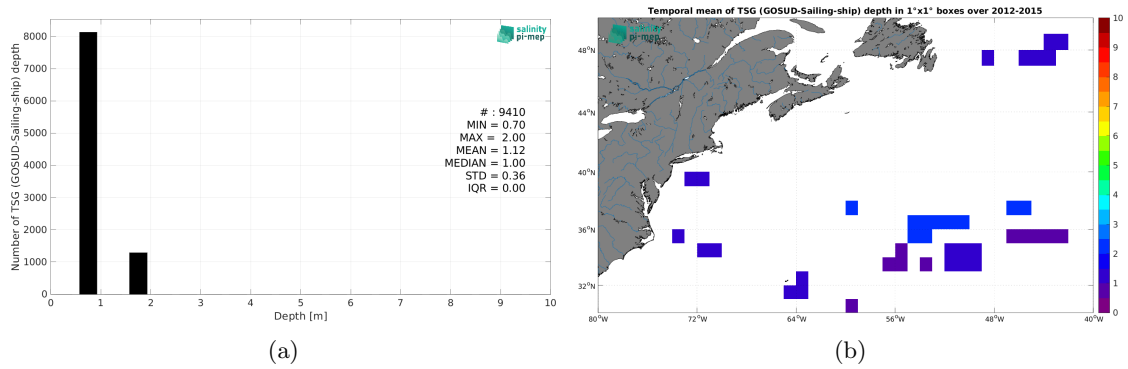 salinity
pi-mep
Number of TSG (GOSUD-Sailing-ship) depth
8000
7000
6000
5000
4000
3000
2000
1000
0
# : 9410
MIN = 0.70
MAX = 2.00
MEAN = 1.12
MEDIAN = 1.00
STD = 0.36
IQR = 0.00
0 1 2 3 4 5 6 7 8 9 10
Depth [m]
(a)
Temporal mean of TSG (GOSUD-Sailing-ship) depth in 1°x1° boxes over 2012-2015
salinity
pi-mep
48°N
44°N
40°N
36°N
32°N
80°W 72°W 64°W 56°W 48°W 40°W
10
9
8
7
6
5
4
3
2
1
0
(b)